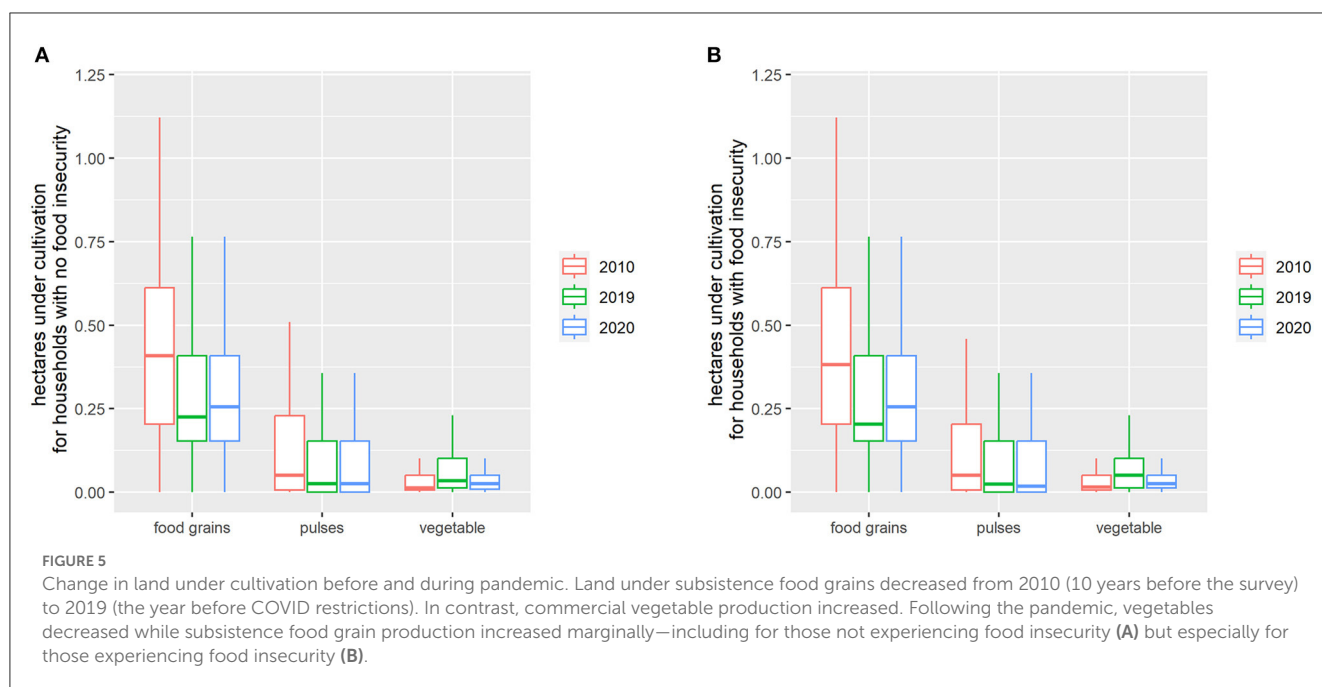 A
1.25
1.00
0.75
0.50
0.25
0.00
hectares under cultivation
for households with no food insecurity
food grains pulses vegetable
2010
2019
2020
B
1.25
1.00
0.75
0.50
0.25
0.00
hectares under cultivation
for households with food insecurity
food grains pulses vegetable
2010
2019
2020
FIGURE 5
Change in land under cultivation before and during pandemic. Land under subsistence food grains decreased from 2010 (10 years before the survey)
to 2019 (the year before COVID restrictions). In contrast, commercial vegetable production increased. Following the pandemic, vegetables
decreased while subsistence food grain production increased marginally—including for those not experiencing food insecurity (A) but especially for
those experiencing food insecurity (B).